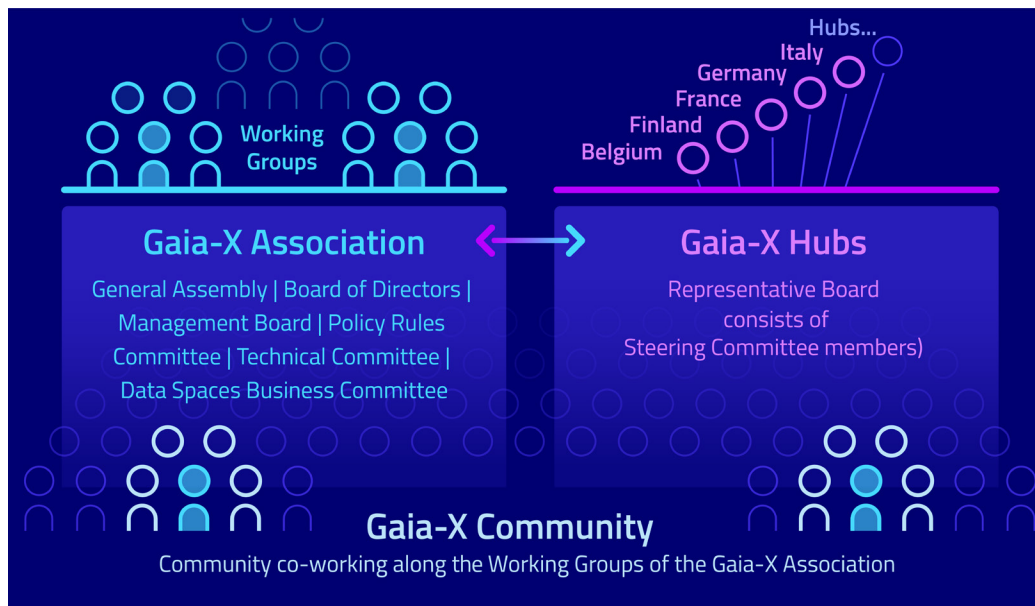 Working
Groups
Hubs...
Italy
Germany
France
Finland
Belgium
Gaia-X Association
General Assembly | Board of Directors |
Management Board | Policy Rules
Committee | Technical Committee |
Data Spaces Business Committee
Gaia-X Hubs
Representative Board
consists of
Steering Committee members)
Gaia-X Community
Community co-working along the Working Groups of the Gaia-X Association